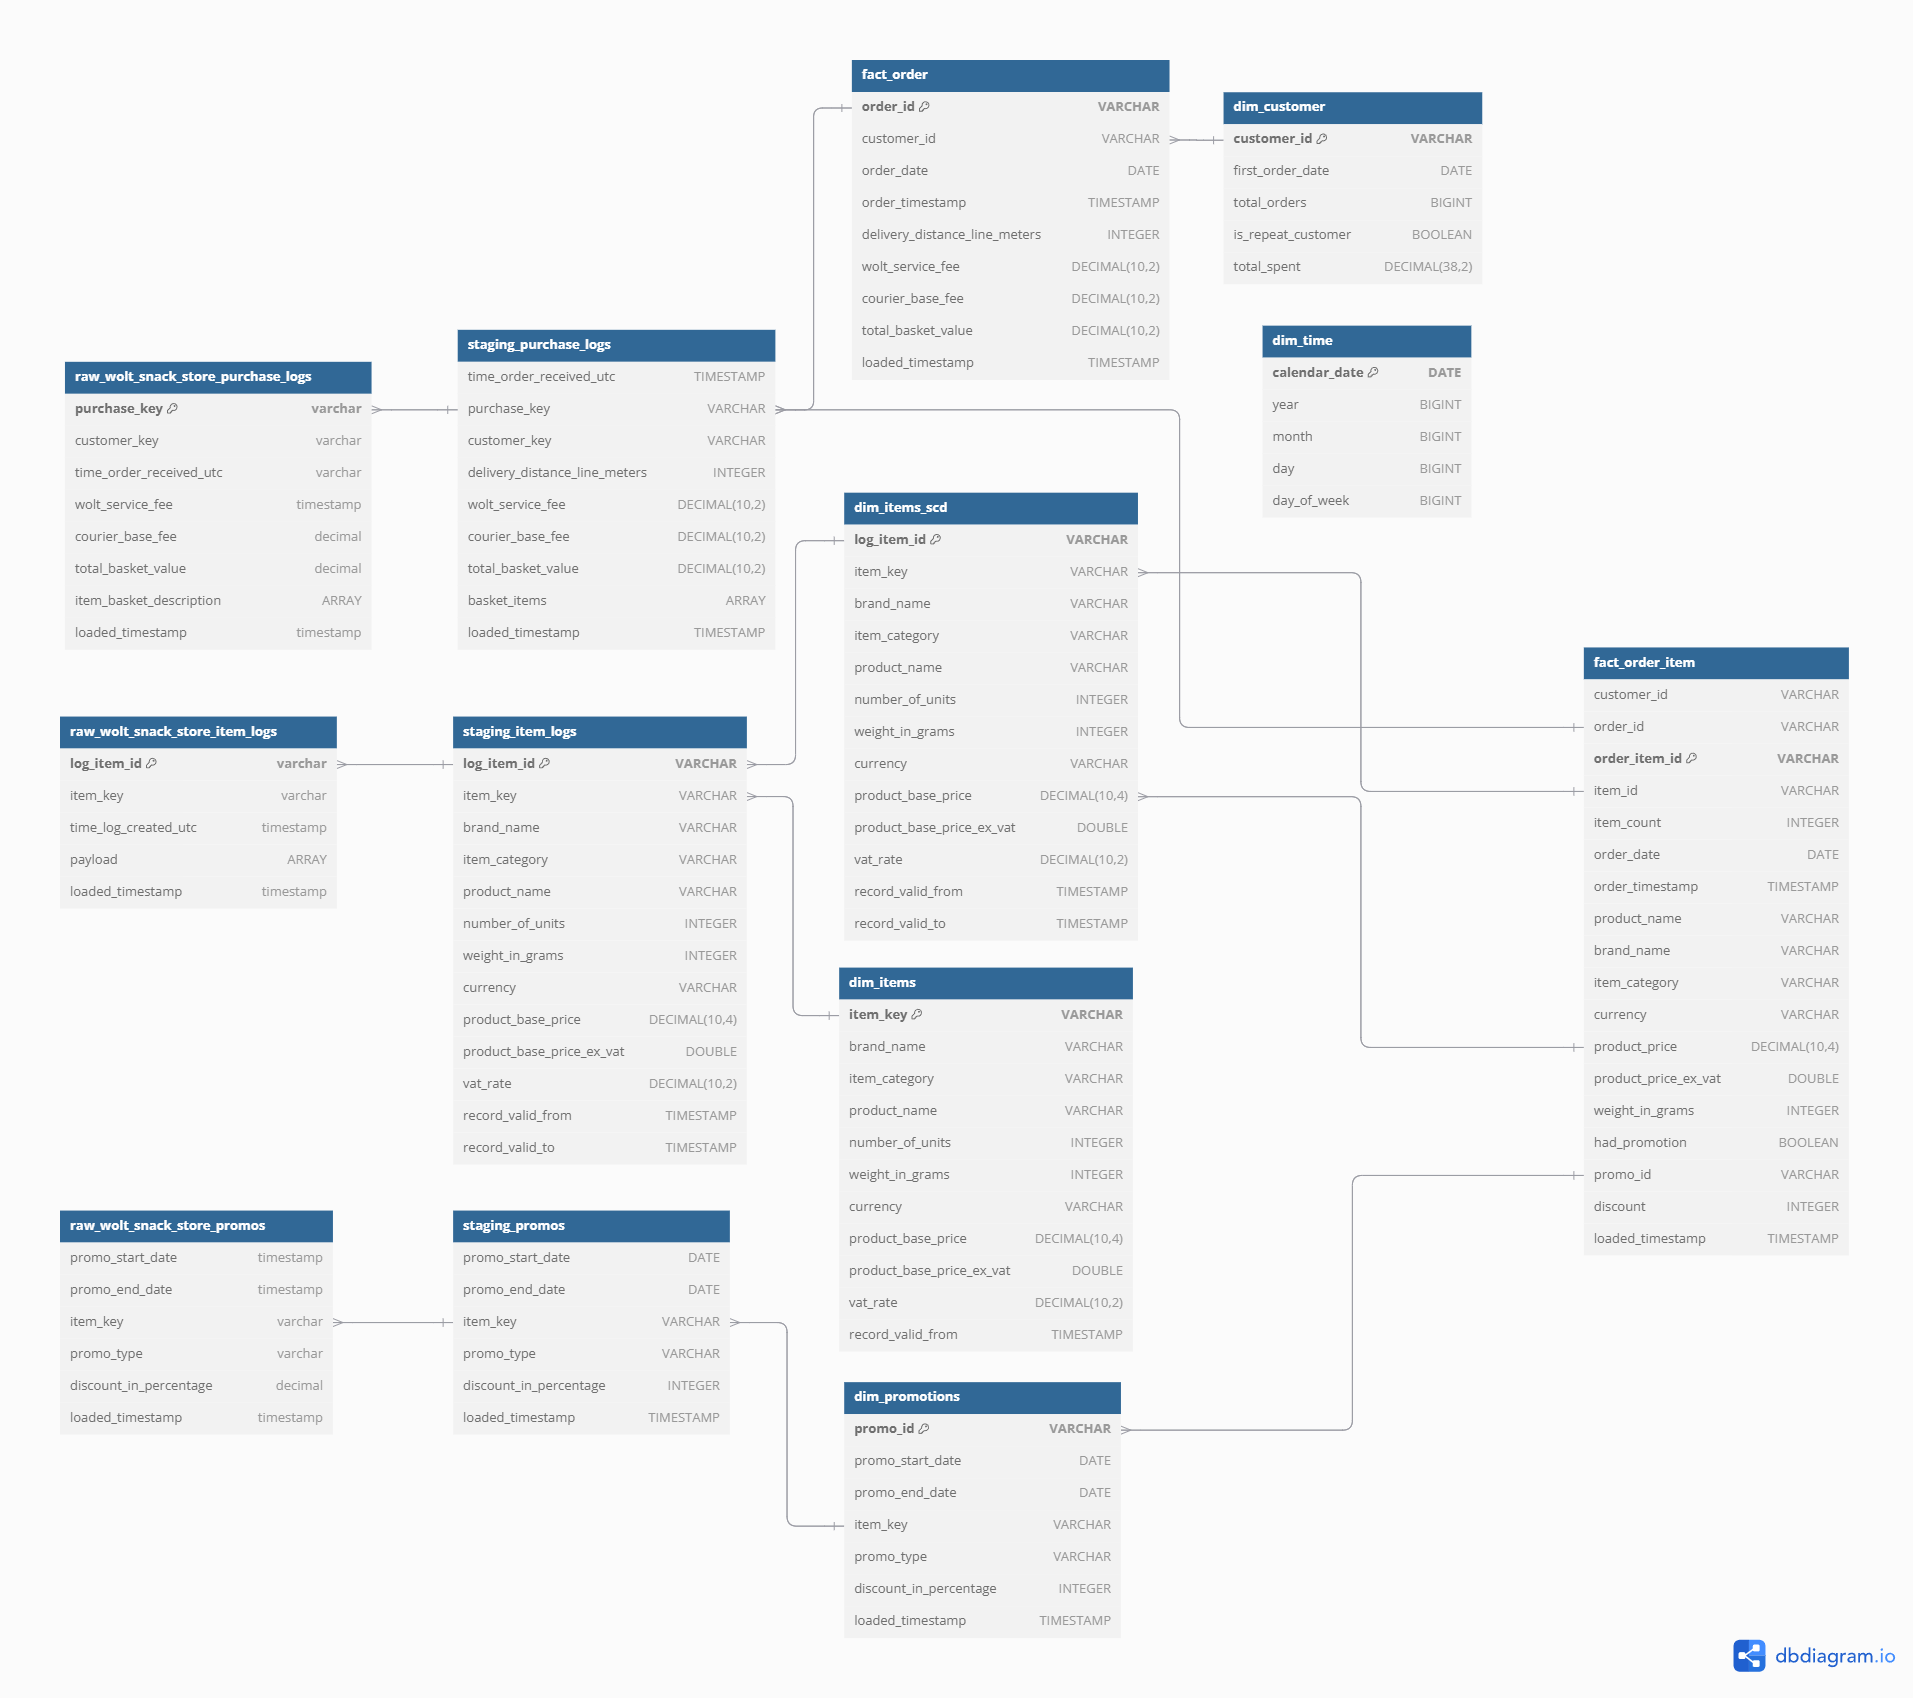 fact_order
order_id VARCHAR
customer_id VARCHAR
order_date DATE
order_timestamp TIMESTAMP
delivery_distance_line_meters INTEGER
wolt_service_fee DECIMAL(10,2)
courier_base_fee DECIMAL(10,2)
total_basket_value DECIMAL(10,2)
loaded_timestamp TIMESTAMP
dim_customer
customer_id VARCHAR
first_order_date DATE
total_orders BIGINT
is_repeat_customer BOOLEAN
total_spent DECIMAL(38,2)
dim_time
calendar_date DATE
year BIGINT
month BIGINT
day BIGINT
day_of_week BIGINT
raw_wolt_snack_store_purchase_logs
purchase_key varchar
customer_key varchar
time_order_received_utc varchar
wolt_service_fee timestamp
courier_base_fee decimal
total_basket_value decimal
item_basket_description ARRAY
loaded_timestamp timestamp
staging_purchase_logs
time_order_received_utc TIMESTAMP
purchase_key VARCHAR
customer_key VARCHAR
delivery_distance_line_meters INTEGER
wolt_service_fee DECIMAL(10,2)
courier_base_fee DECIMAL(10,2)
total_basket_value DECIMAL(10,2)
basket_items ARRAY
loaded_timestamp TIMESTAMP
dim_items_scd
log_item_id VARCHAR
item_key VARCHAR
brand_name VARCHAR
item_category VARCHAR
product_name VARCHAR
number_of_units INTEGER
weight_in_grams INTEGER
currency VARCHAR
product_base_price DECIMAL(10,4)
product_base_price_ex_vat DOUBLE
vat_rate DECIMAL(10,2)
record_valid_from TIMESTAMP
record_valid_to TIMESTAMP
fact_order_item
customer_id VARCHAR
order_id VARCHAR
order_item_id VARCHAR
item_id VARCHAR
item_count INTEGER
order_date DATE
order_timestamp TIMESTAMP
product_name VARCHAR
brand_name VARCHAR
item_category VARCHAR
currency VARCHAR
product_price DECIMAL(10,4)
product_price_ex_vat DOUBLE
weight_in_grams INTEGER
had_promotion BOOLEAN
promo_id VARCHAR
discount INTEGER
loaded_timestamp TIMESTAMP
raw_wolt_snack_store_item_logs
log_item_id varchar
item_key varchar
time_log_created_utc timestamp
payload ARRAY
loaded_timestamp timestamp
staging_item_logs
log_item_id VARCHAR
item_key VARCHAR
brand_name VARCHAR
item_category VARCHAR
product_name VARCHAR
number_of_units INTEGER
weight_in_grams INTEGER
currency VARCHAR
product_base_price DECIMAL(10,4)
product_base_price_ex_vat DOUBLE
vat_rate DECIMAL(10,2)
record_valid_from TIMESTAMP
record_valid_to TIMESTAMP
dim_items
item_key VARCHAR
brand_name VARCHAR
item_category VARCHAR
product_name VARCHAR
number_of_units INTEGER
weight_in_grams INTEGER
currency VARCHAR
product_base_price DECIMAL(10,4)
product_base_price_ex_vat DOUBLE
vat_rate DECIMAL(10,2)
record_valid_from TIMESTAMP
raw_wolt_snack_store_promos
promo_start_date timestamp
promo_end_date timestamp
item_key varchar
promo_type varchar
discount_in_percentage decimal
loaded_timestamp timestamp
staging_promos
promo_start_date DATE
promo_end_date DATE
item_key VARCHAR
promo_type VARCHAR
discount_in_percentage INTEGER
loaded_timestamp TIMESTAMP
dim_promotions
promo_id VARCHAR
promo_start_date DATE
promo_end_date DATE
item_key VARCHAR
promo_type VARCHAR
discount_in_percentage INTEGER
loaded_timestamp TIMESTAMP
dbdiagram.io